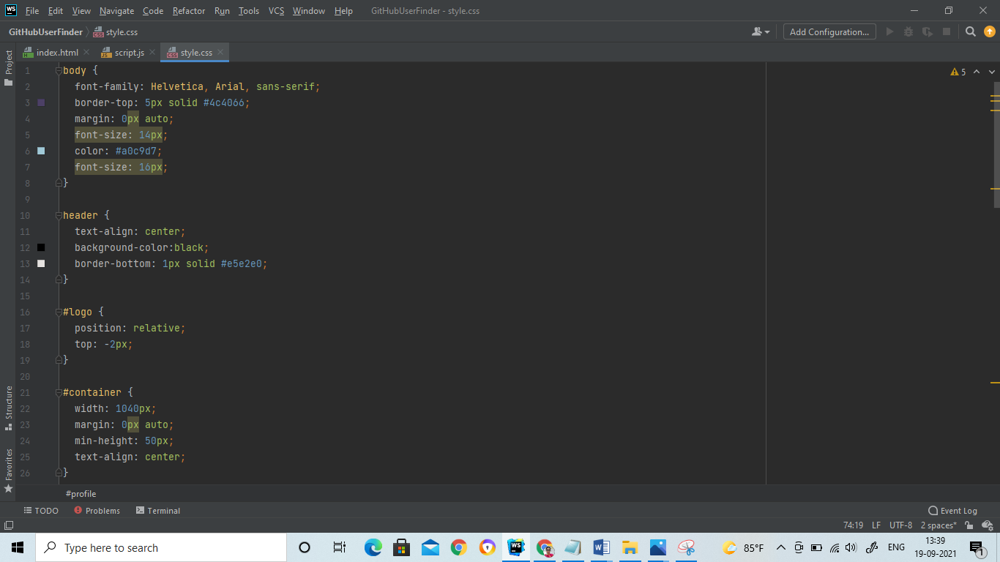 WS File Edit View Navigate Code Refactor Run Tools VCS Window Help GitHubUserFinder - style.css
GitHubUserFinder style.css Add Configuration...
index.html script.js style.css
Project
5
1 body {
2 font-family: Helvetica, Arial, sans-serif;
3 border-top: 5px solid #4c4066;
4 margin: 0px auto;
5 font-size: 14px;
6 color: #a0c9d7;
7 font-size: 16px;
8 }
9
10 header {
11 text-align: center;
12 background-color:black;
13 border-bottom: 1px solid #e5e2e0;
14 }
15
16 #logo {
17 position: relative;
18 top: -2px;
19 }
20
21 #container {
22 width: 1040px;
23 margin: 0px auto;
24 min-height: 50px;
25 text-align: center;
26 }
Structure
Favorites
#profile
TODO Problems Terminal Event Log
74:19 LF UTF-8 2 spaces*
Type here to search WS 85°F ENG 13:39
19-09-2021 1